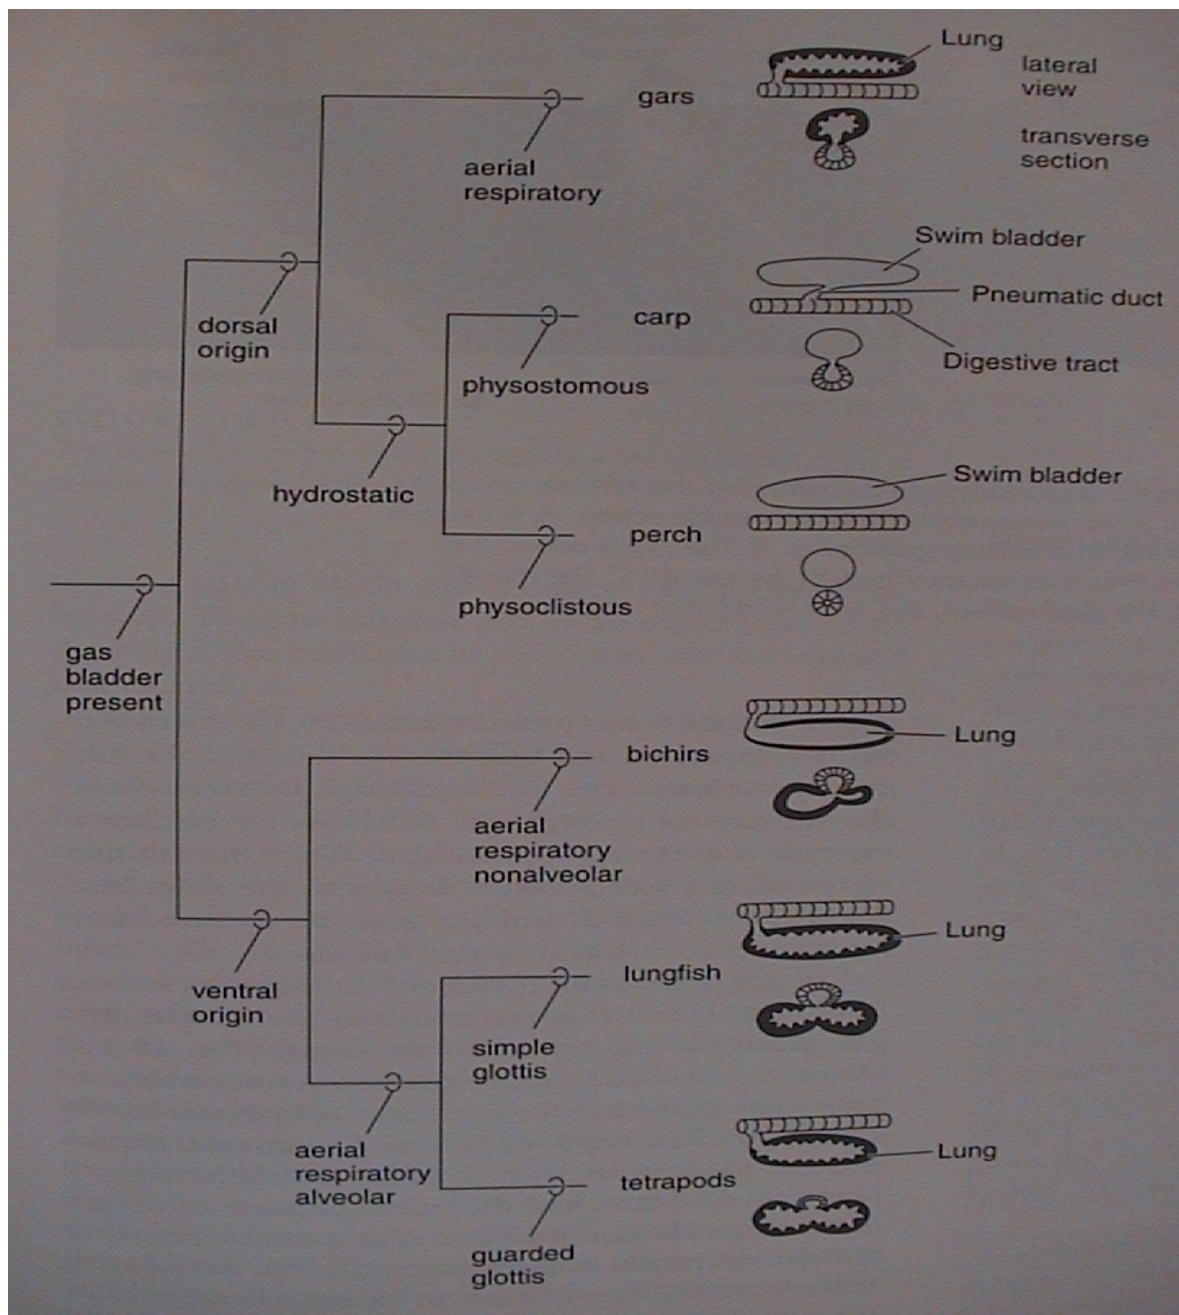 Lung
lateral
view
gars
transverse
section
aerial
respiratory
Swim bladder
Pneumatic duct
carp
dorsal
origin
Digestive tract
physostomous
Swim bladder
hydrostatic
perch
physoclistous
gas
bladder
present
Lung
bichirs
aerial
respiratory
nonalveolar
Lung
lungfish
ventral
origin
simple
glottis
aerial
respiratory
alveolar
Lung
tetrapods
guarded
glottis